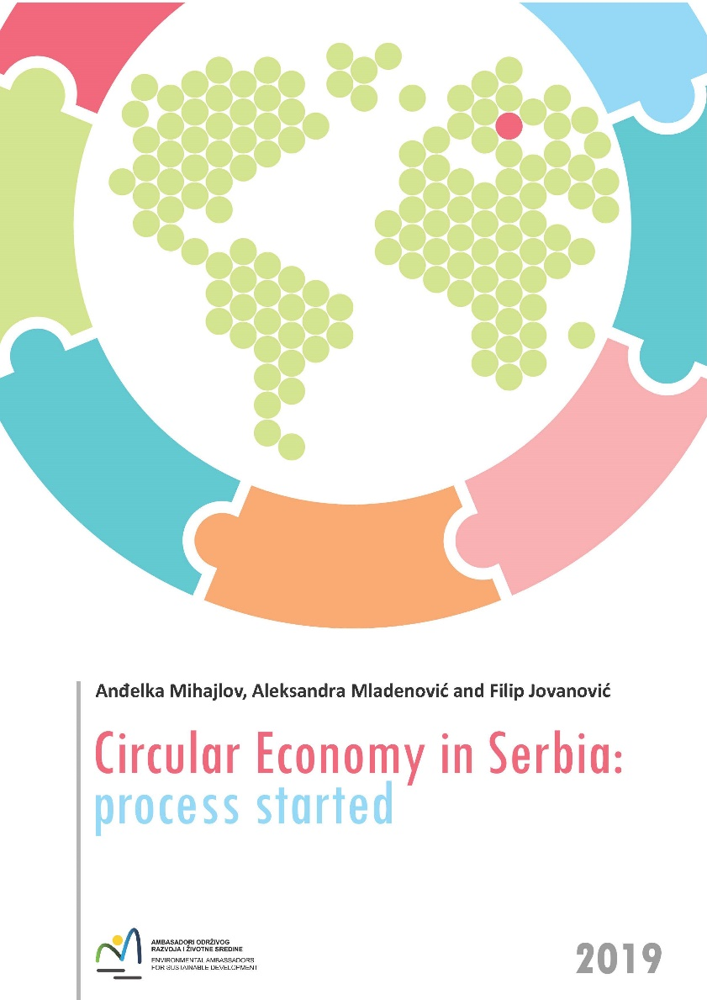 Anđelka Mihajlov, Aleksandra Mladenović and Filip Jovanović
Circular Economy in Serbia:
process started
AMBASADORI ODRŽIVOG
RAZVOJA I ŽIVOTNE SREDINE
ENVIRONMENTAL AMBASSADORS
FOR SUSTAINABLE DEVELOPMENT
2019